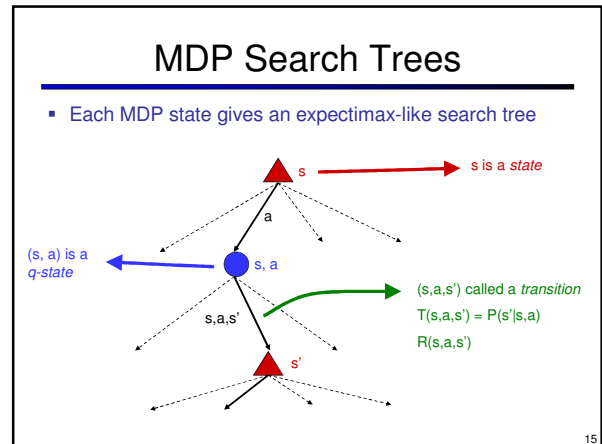 MDP Search Trees
▪ Each MDP state gives an expectimax-like search tree
s
s is a state
a
(s, a) is a
q-state
s, a
s,a,s’
(s,a,s’) called a transition
T(s,a,s’) = P(s’|s,a)
R(s,a,s’)
s’
15